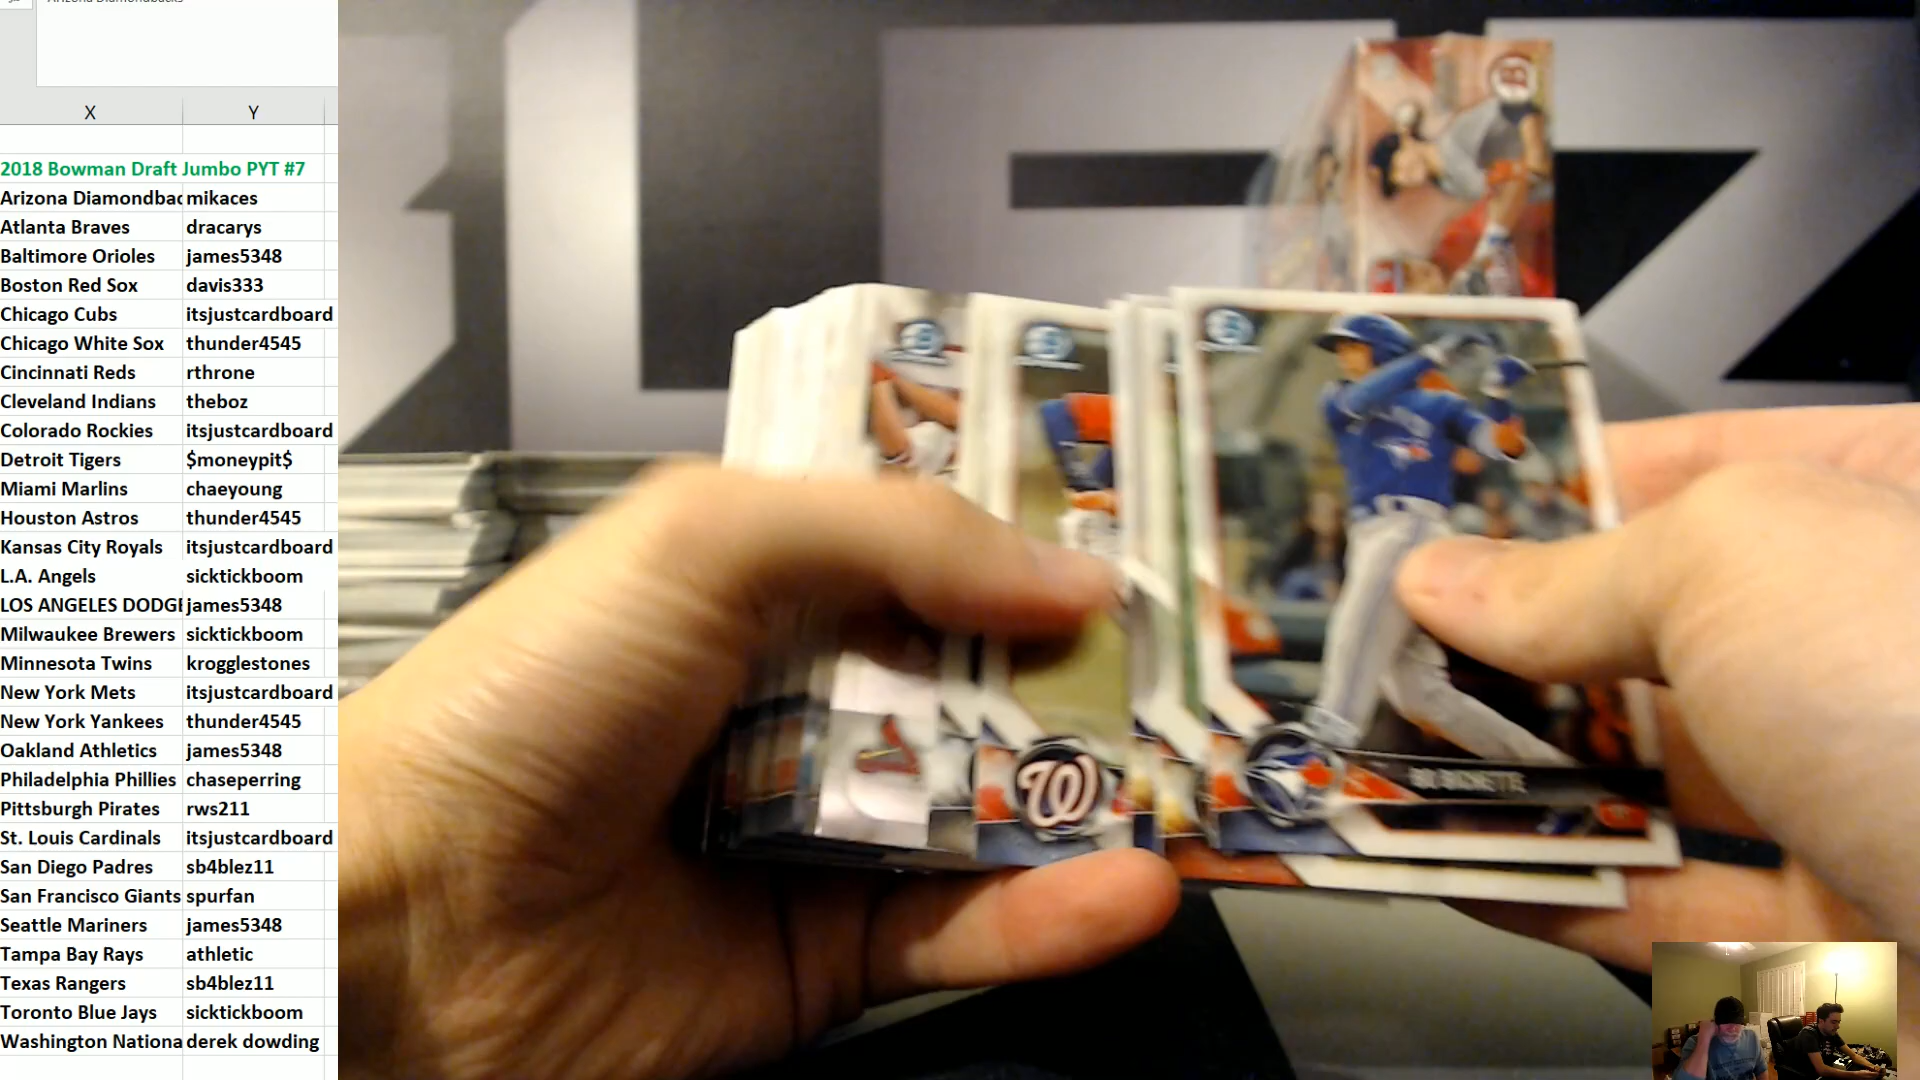 X Y
2018 Bowman Draft Jumbo PYT #7
Arizona Diamondbac mikaces
Atlanta Braves dracarys
Baltimore Orioles james5348
Boston Red Sox davis333
Chicago Cubs itsjustcardboard
Chicago White Sox thunder4545
Cincinnati Reds rthrone
Cleveland Indians theboz
Colorado Rockies itsjustcardboard
Detroit Tigers $moneypit$
Miami Marlins chaeyoung
Houston Astros thunder4545
Kansas City Royals itsjustcardboard
L.A. Angels sicktickboom
LOS ANGELES DODGE james5348
Milwaukee Brewers sicktickboom
Minnesota Twins krogglestones
New York Mets itsjustcardboard
New York Yankees thunder4545
Oakland Athletics james5348
Philadelphia Phillies chaseperring
Pittsburgh Pirates rws211
St. Louis Cardinals itsjustcardboard
San Diego Padres sb4blez11
San Francisco Giants spurfan
Seattle Mariners james5348
Tampa Bay Rays athletic
Texas Rangers sb4blez11
Toronto Blue Jays sicktickboom
Washington Nationa derek dowding
W
BO BICHETTE